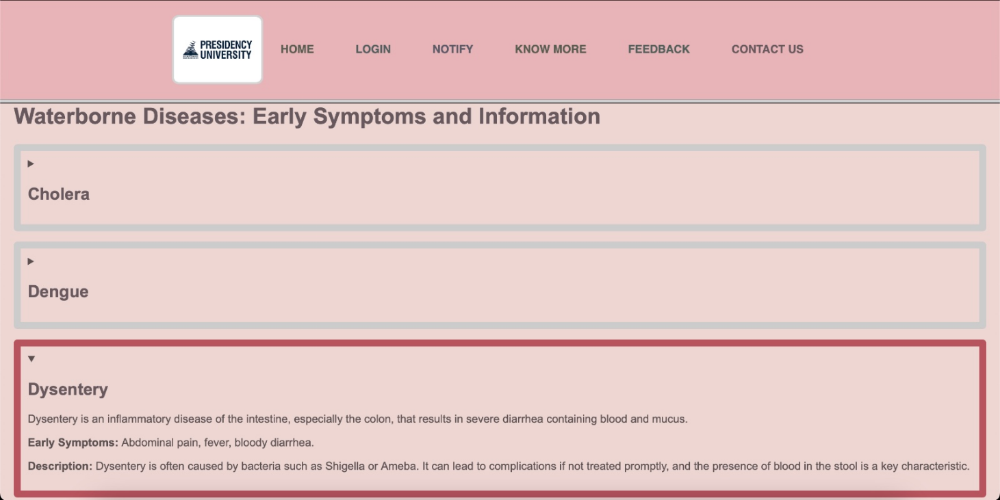 PRESIDENCY
UNIVERSITY
HOME LOGIN NOTIFY KNOW MORE FEEDBACK CONTACT US
Waterborne Diseases: Early Symptoms and Information
Cholera
Dengue
Dysentery
Dysentery is an inflammatory disease of the intestine, especially the colon, that results in severe diarrhea containing blood and mucus.
Early Symptoms: Abdominal pain, fever, bloody diarrhea.
Description: Dysentery is often caused by bacteria such as Shigella or Ameba. It can lead to complications if not treated promptly, and the presence of blood in the stool is a key characteristic.